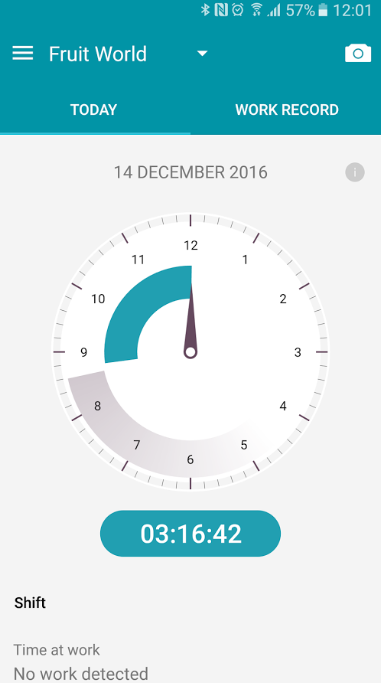 57% 12:01
Fruit World
TODAY WORK RECORD
14 DECEMBER 2016
i
12
11 1
10 2
9 3
8 4
7 5
6
03:16:42
Shift
Time at work
No work detected